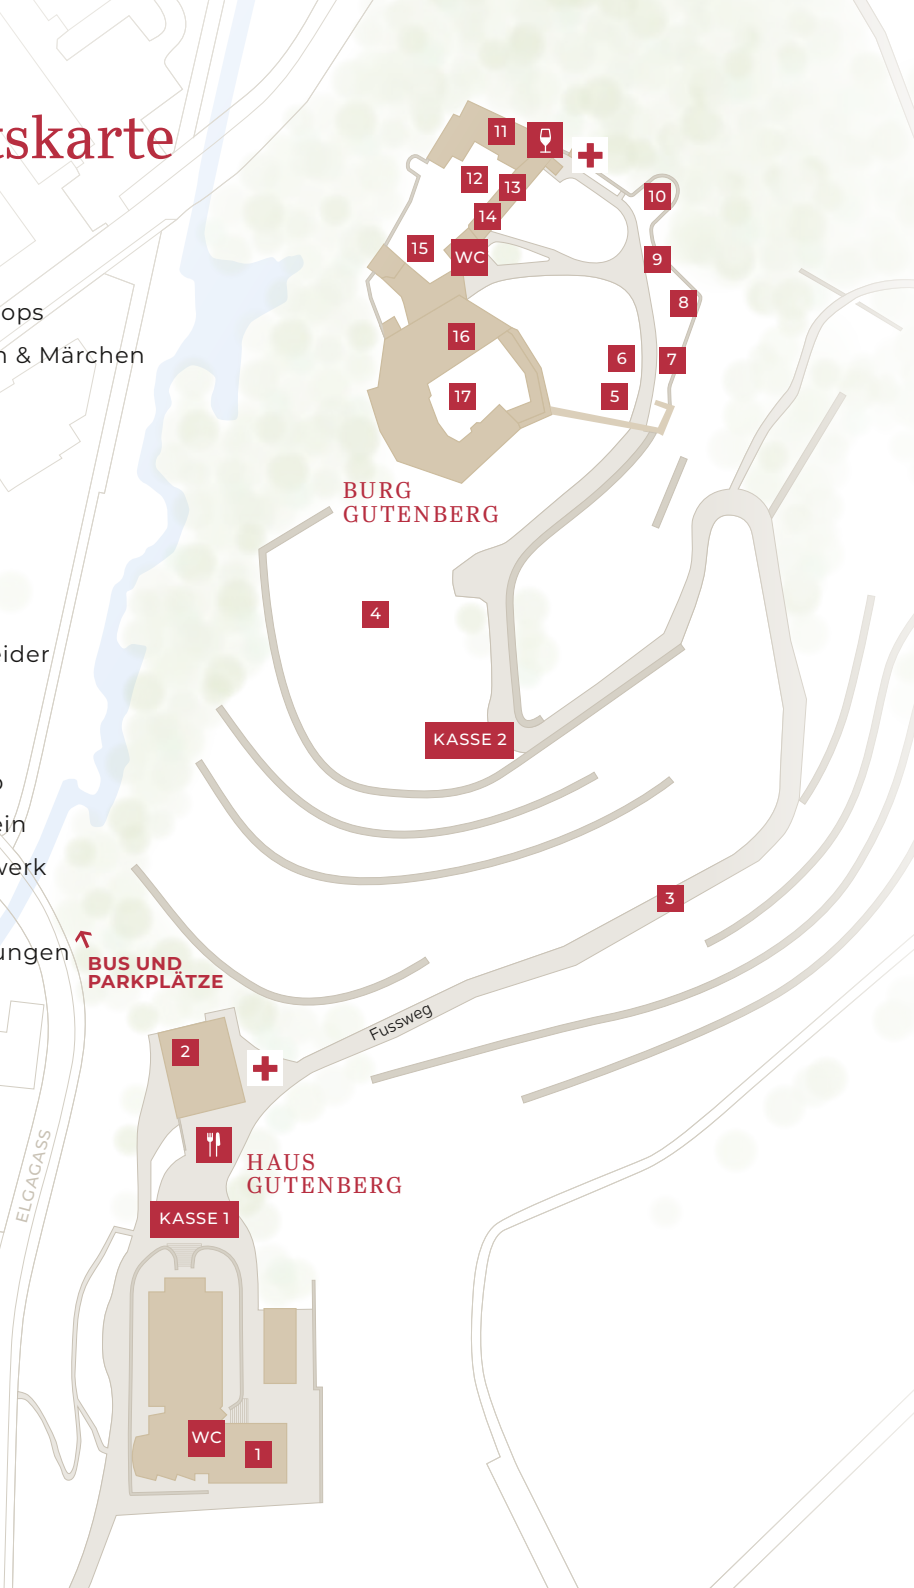 tskarte
ops
n & Märchen
eider
o
ein
werk
ungen
11
12
13
14
10
15
WC
9
8
16
6
7
17
5
BURG
GUTENBERG
4
KASSE 2
3
BUS UND
PARKPLÄTZE
Fussweg
2
HAUS
GUTENBERG
ELGAGASS
KASSE 1
WC
1